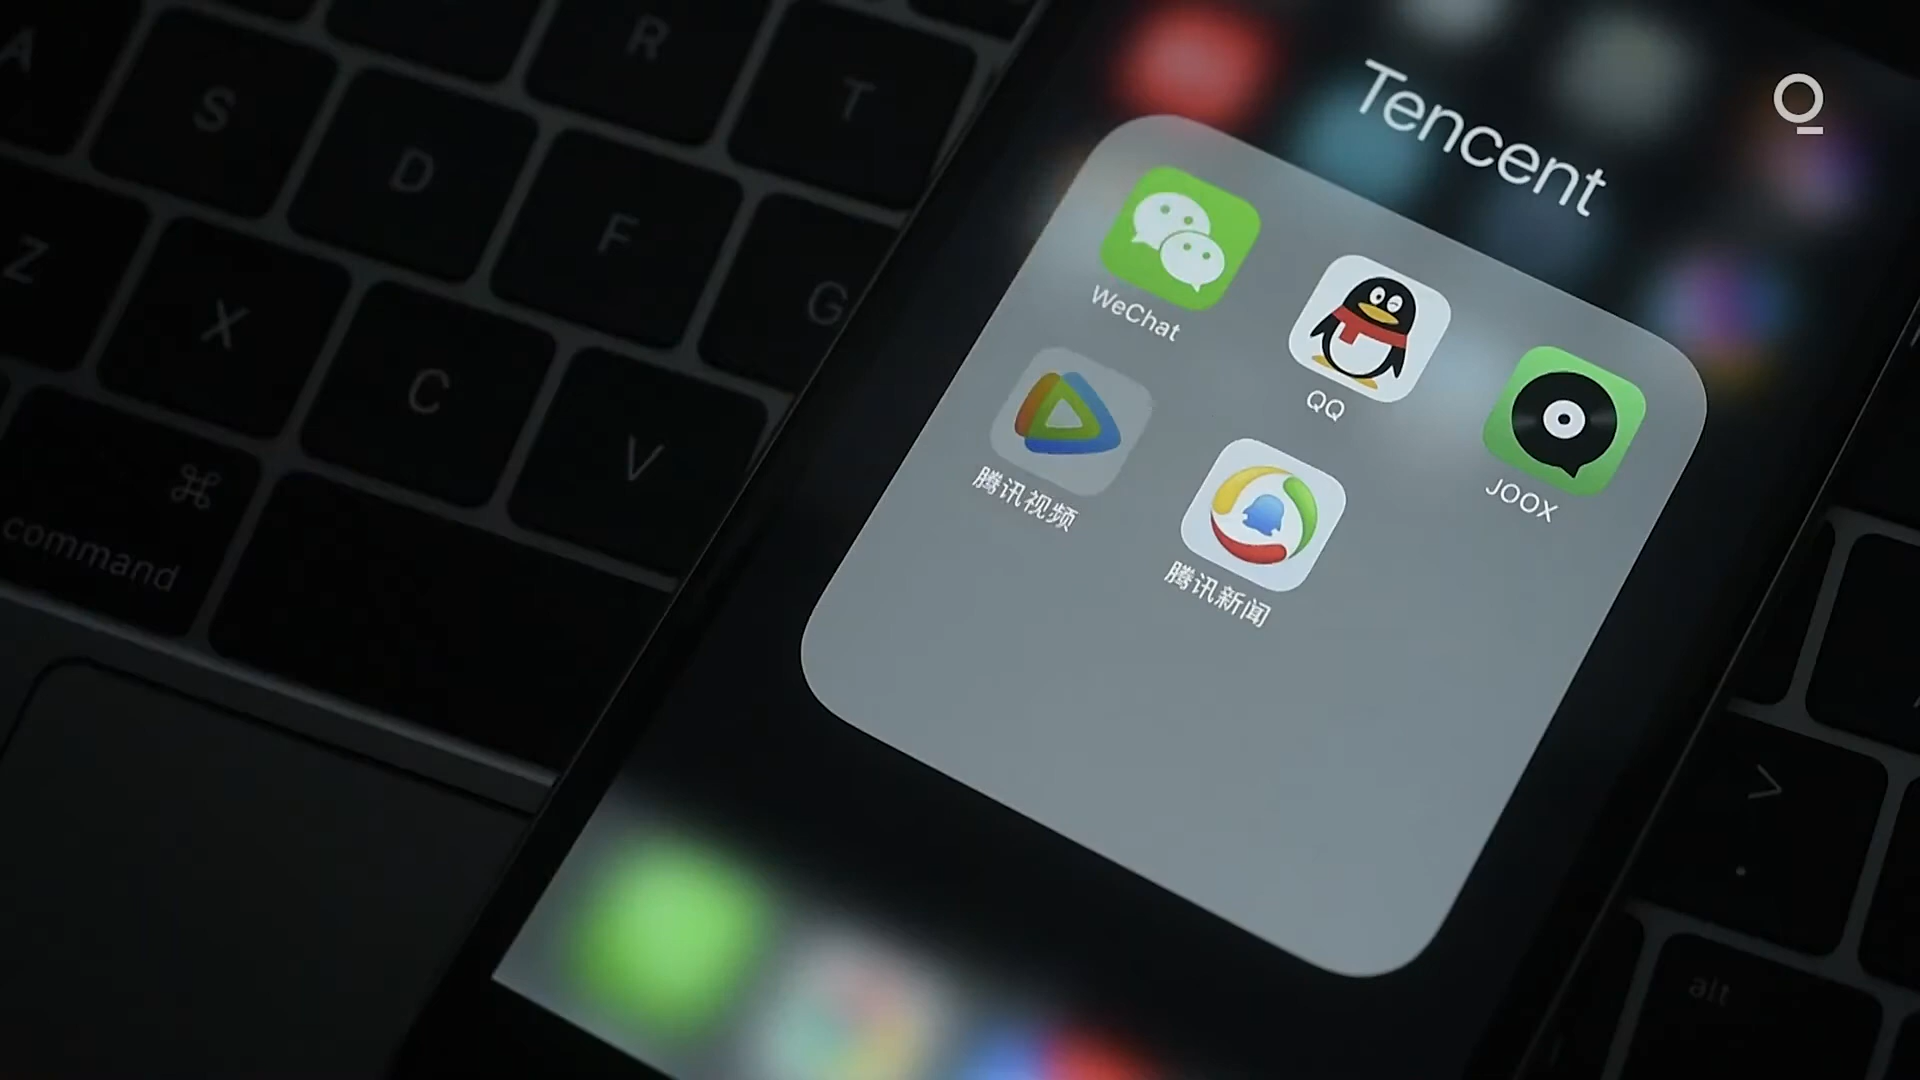 Tencent
WeChat
QQ
JOOX
腾讯视频
腾讯新闻
A
S
D
F
G
R
T
Z
X
C
V
⌘
command
>
.
alt